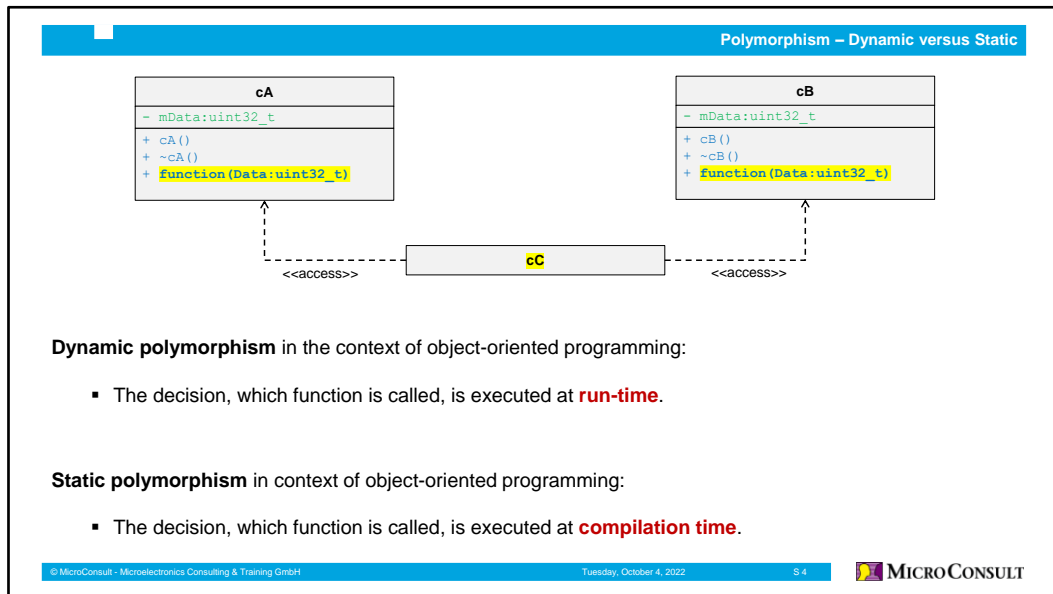 Polymorphism – Dynamic versus Static
cA
- mData:uint32_t
+ cA()
+ ~cA()
+ function(Data:uint32_t)
cB
- mData:uint32_t
+ cB()
+ ~cB()
+ function(Data:uint32_t)
<<access>>
cC
<<access>>
Dynamic polymorphism in the context of object-oriented programming:
▪ The decision, which function is called, is executed at run-time.
Static polymorphism in context of object-oriented programming:
▪ The decision, which function is called, is executed at compilation time.
© MicroConsult - Microelectronics Consulting & Training GmbH Tuesday, October 4, 2022 S 4 MICROCONSULT